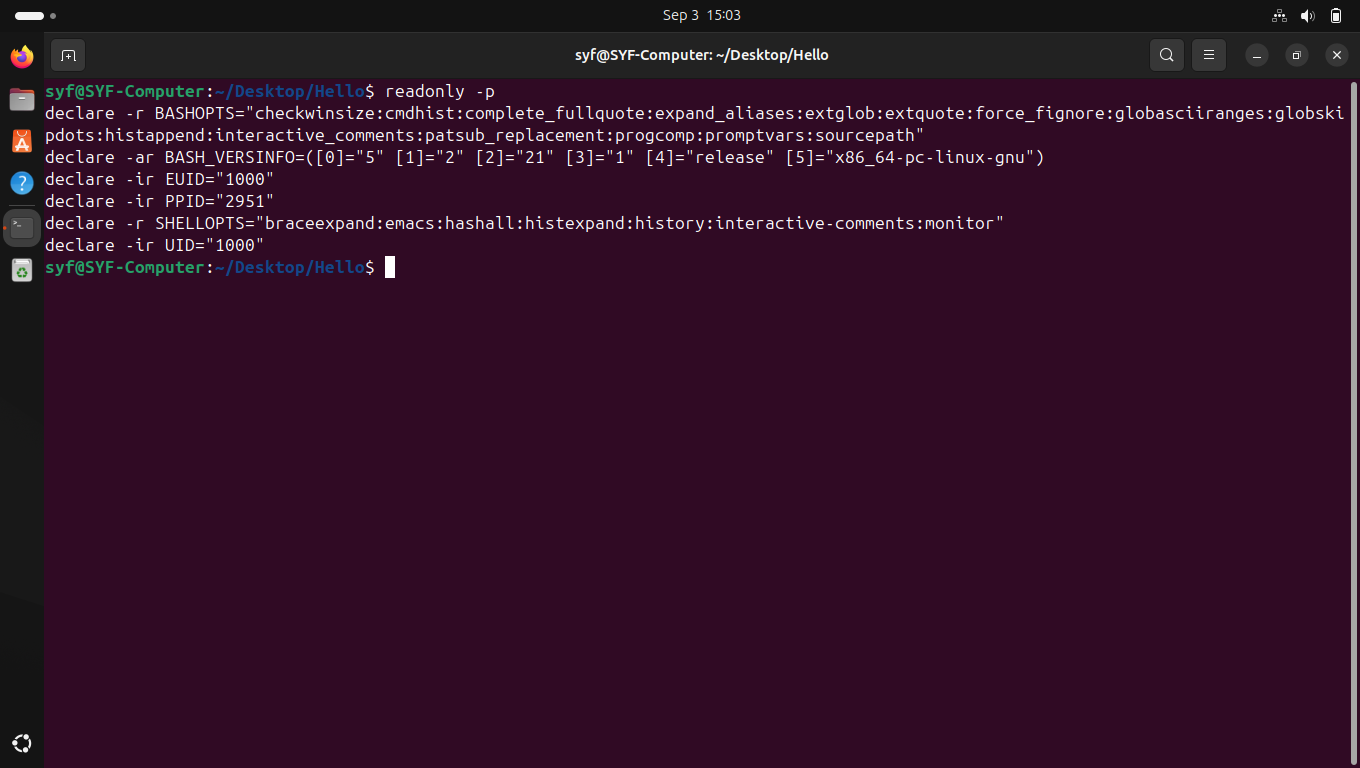 Sep 3 15:03
syf@SYF-Computer: ~/Desktop/Hello
syf@SYF-Computer:~/Desktop/Hello$ readonly -p
declare -r BASHOPTS="checkwinsize:cmdhist:complete_fullquote:expand_aliases:extglob:extquote:force_fignore:globasciiranges:globski
pdots:histappend:interactive_comments:patsub_replacement:progcomp:promptvars:sourcepath"
declare -ar BASH_VERSINFO=([0]="5" [1]="2" [2]="21" [3]="1" [4]="release" [5]="x86_64-pc-linux-gnu")
declare -ir EUID="1000"
declare -ir PPID="2951"
declare -r SHELLOPTS="braceexpand:emacs:hashall:histexpand:history:interactive-comments:monitor"
declare -ir UID="1000"
syf@SYF-Computer:~/Desktop/Hello$